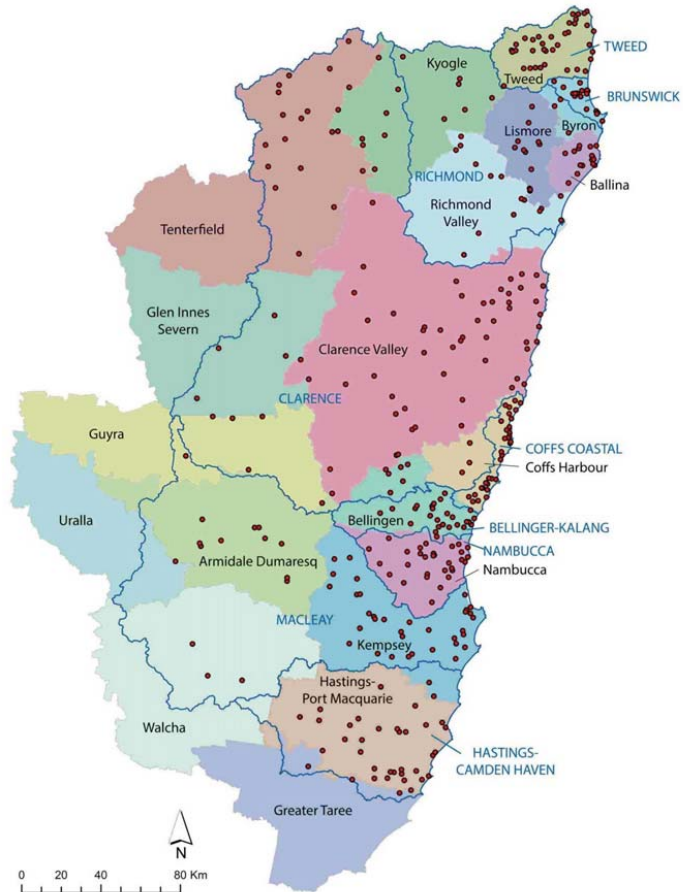 Kyogle
TWEED
Tweed
BRUNSWICK
Lismore
Byron
RICHMOND
Ballina
Richmond
Valley
Tenterfield
Glen Innes
Severn
Clarence Valley
CLARENCE
Guyra
COFFS COASTAL
Coffs Harbour
Uralla
Bellingen
BELLINGER-KALANG
NAMBUCCA
Armidale Dumaresq
Nambucca
MACLEAY
Kempsey
Hastings-
Port Macquarie
Walcha
HASTINGS-
CAMDEN HAVEN
Greater Taree
N
0 20 40 80 Km